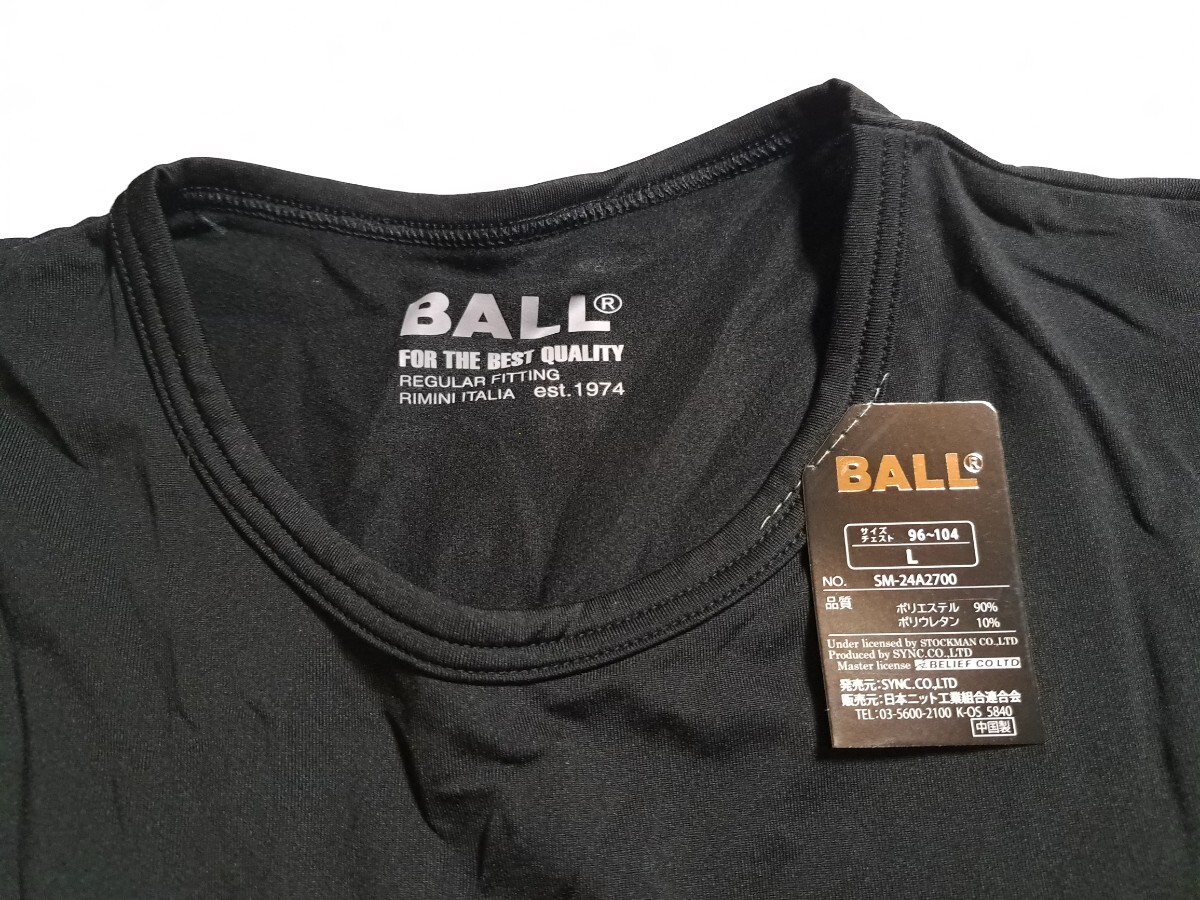 BALL®
FOR THE BEST QUALITY
REGULAR FITTING
RIMINI ITALIA est.1974
BALL®
サイズ
チェスト 96~104
L
NO. SM-24A2700
品質 ポリエステル 90%
ポリウレタン 10%
Under licensed by STOCKMAN CO.,LTD
Produced by SYNC.CO.,LTD
Master license BELIEF CO LTD
発売元:SYNC.CO.,LTD
販売元:日本ニット工業組合連合会
TEL:03-5600-2100 K-OS 5840
中国製